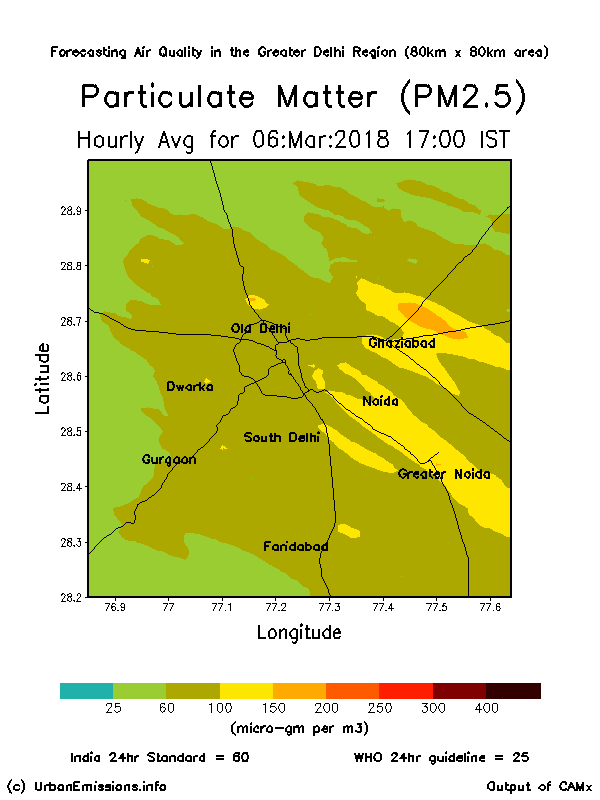 Forecasting Air Quality in the Greater Delhi Region (80km x 80km area)
Particulate Matter (PM2.5)
Hourly Avg for 06:Mar:2018 17:00 IST
28.9
28.8
28.7
28.6
28.5
28.4
28.3
28.2
Latitude
Old Delhi
Ghaziabad
Dwarka
Noida
South Delhi
Gurgaon
Greater Noida
Faridabad
76.9 77 77.1 77.2 77.3 77.4 77.5 77.6
Longitude
25 60 100 150 200 250 300 400
(micro-gm per m3)
India 24hr Standard = 60 WHO 24hr guideline = 25
(c) UrbanEmissions.info Output of CAMx